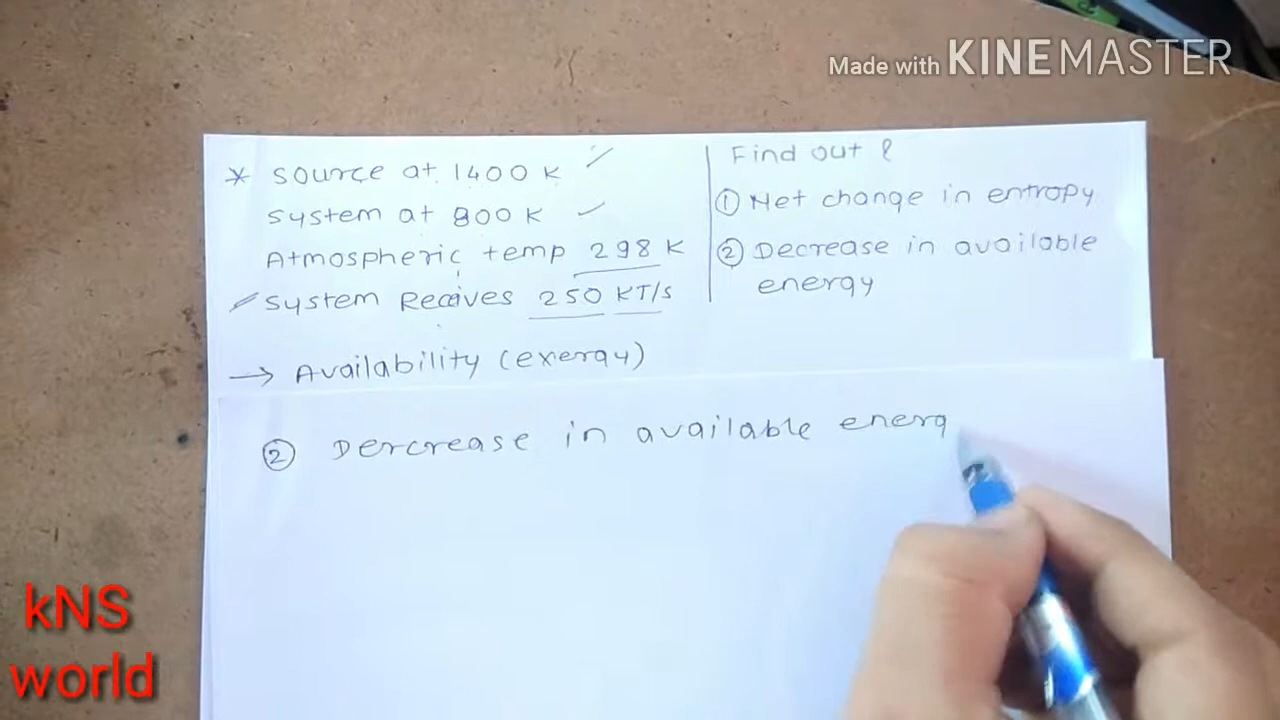 Made with KINEMASTER
* Source at 1400 K
System at 800 K
Atmospheric temp 298 K
System Receives 250 KJ/s
Find out ?
① Net change in entropy
② Decrease in available
energy
→ Availability (exergy)
② Dercrease in available energ
kNS
world